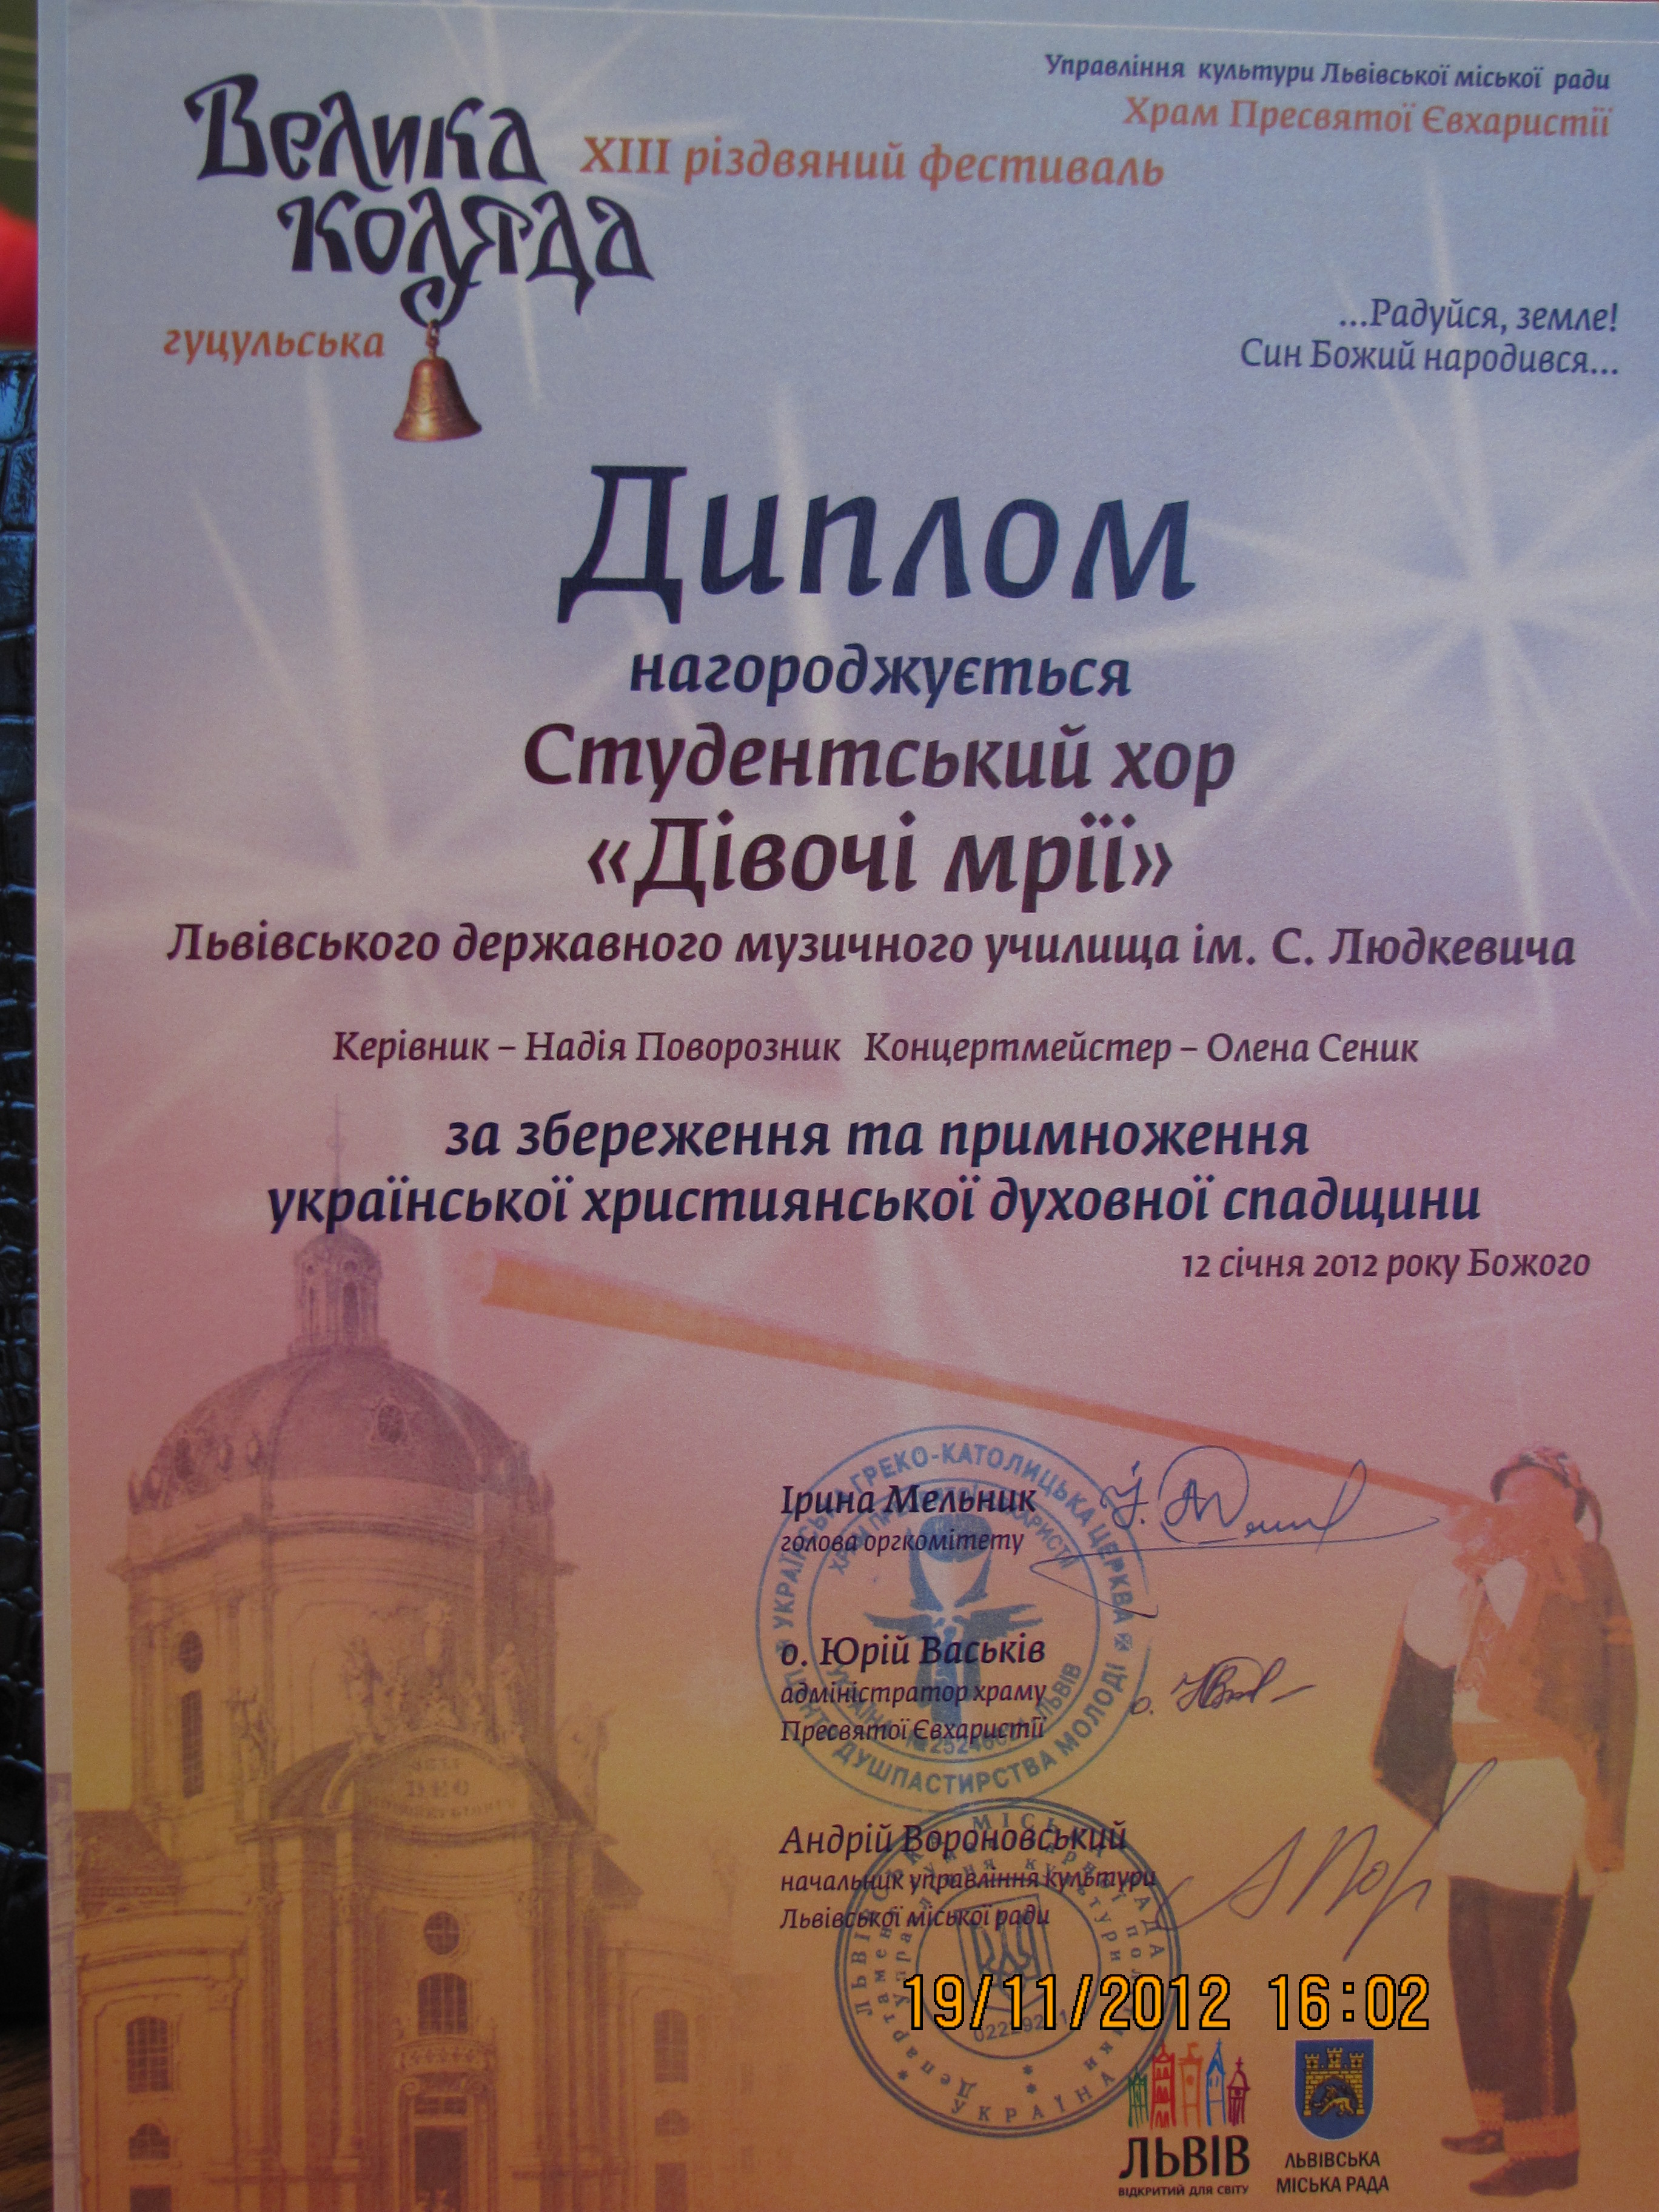 Управління культури Львівської міської ради
Храм Пресвятої Євхаристії
Велика
коляда
XIII різдвяний фестиваль
гуцульська
...Радуйся, земле!
Син Божий народився...
Диплом
нагороджується
Студентський хор
«Дівочі мрії»
Львівського державного музичного училища ім. С. Людкевича
Керівник – Надія Поворозник Концертмейстер – Олена Сеник
за збереження та примноження
української християнської духовної спадщини
12 січня 2012 року Божого
Ірина Мельник
голова оргкомітету
о. Юрій Васьків
адміністратор храму
Пресвятої Євхаристії
Андрій Вороновський
начальник управління культури
Львівської міської ради
УКРАЇНСЬКА ГРЕКО-КАТОЛИЦЬКА ЦЕРКВА
ЦЕНТР ДУШПАСТИРСТВА МОЛОДІ
ХРАМ ПРЕСВЯТОЇ ЄВХАРИСТІЇ
ЛЬВІВ
ЛЬВІВСЬКА МІСЬКА РАДА
УКРАЇНА
19/11/2012 16:02
ЛЬВІВ
ВІДКРИТИЙ ДЛЯ СВІТУ
ЛЬВІВСЬКА
МІСЬКА РАДА